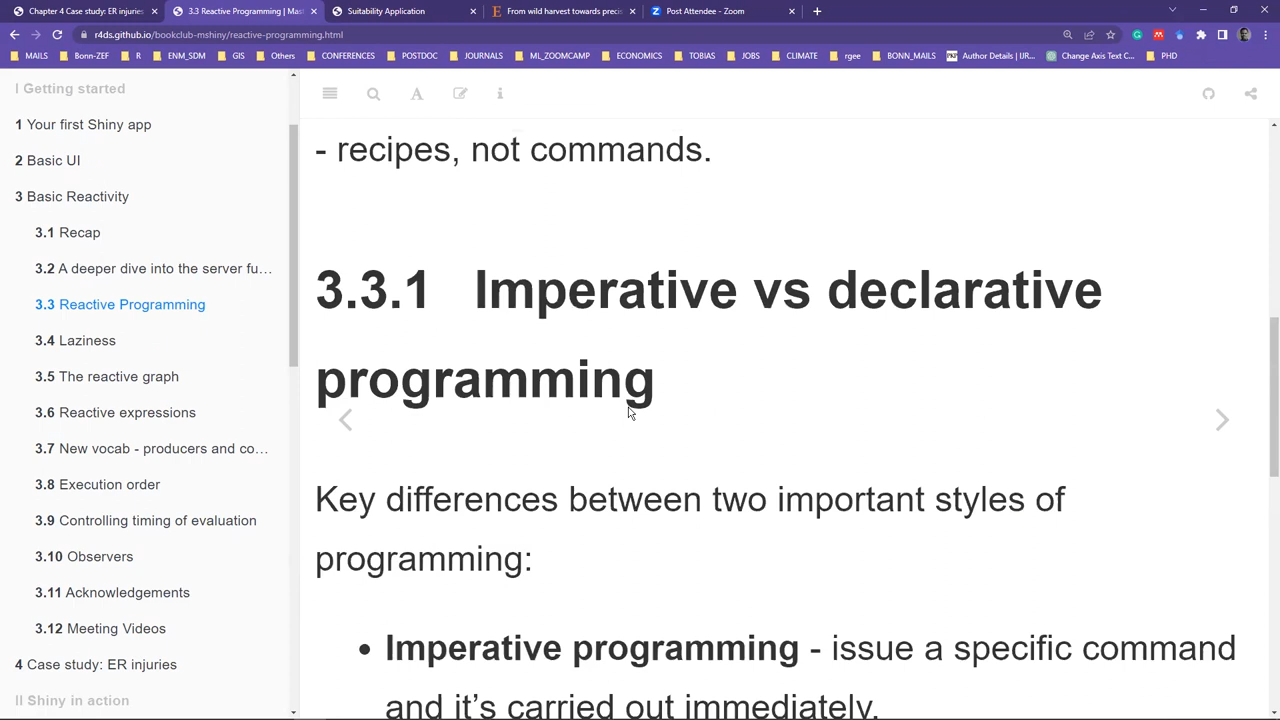 Chapter 4 Case study: ER injuries
3.3 Reactive Programming | Mas
Suitability Application
From wild harvest towards preci
Post Attendee - Zoom
r4ds.github.io/bookclub-mshiny/reactive-programming.html
MAILS
Bonn-ZEF
R
ENM_SDM
GIS
Others
CONFERENCES
POSTDOC
JOURNALS
ML_ZOOMCAMP
ECONOMICS
TOBIAS
JOBS
CLIMATE
rgee
BONN_MAILS
Author Details | IJR...
Change Axis Text C...
PHD
I Getting started
1 Your first Shiny app
2 Basic UI
3 Basic Reactivity
3.1 Recap
3.2 A deeper dive into the server fu...
3.3 Reactive Programming
3.4 Laziness
3.5 The reactive graph
3.6 Reactive expressions
3.7 New vocab - producers and co...
3.8 Execution order
3.9 Controlling timing of evaluation
3.10 Observers
3.11 Acknowledgements
3.12 Meeting Videos
4 Case study: ER injuries
II Shiny in action
- recipes, not commands.
3.3.1 Imperative vs declarative
programming
Key differences between two important styles of
programming:
• Imperative programming - issue a specific command
and it's carried out immediately.